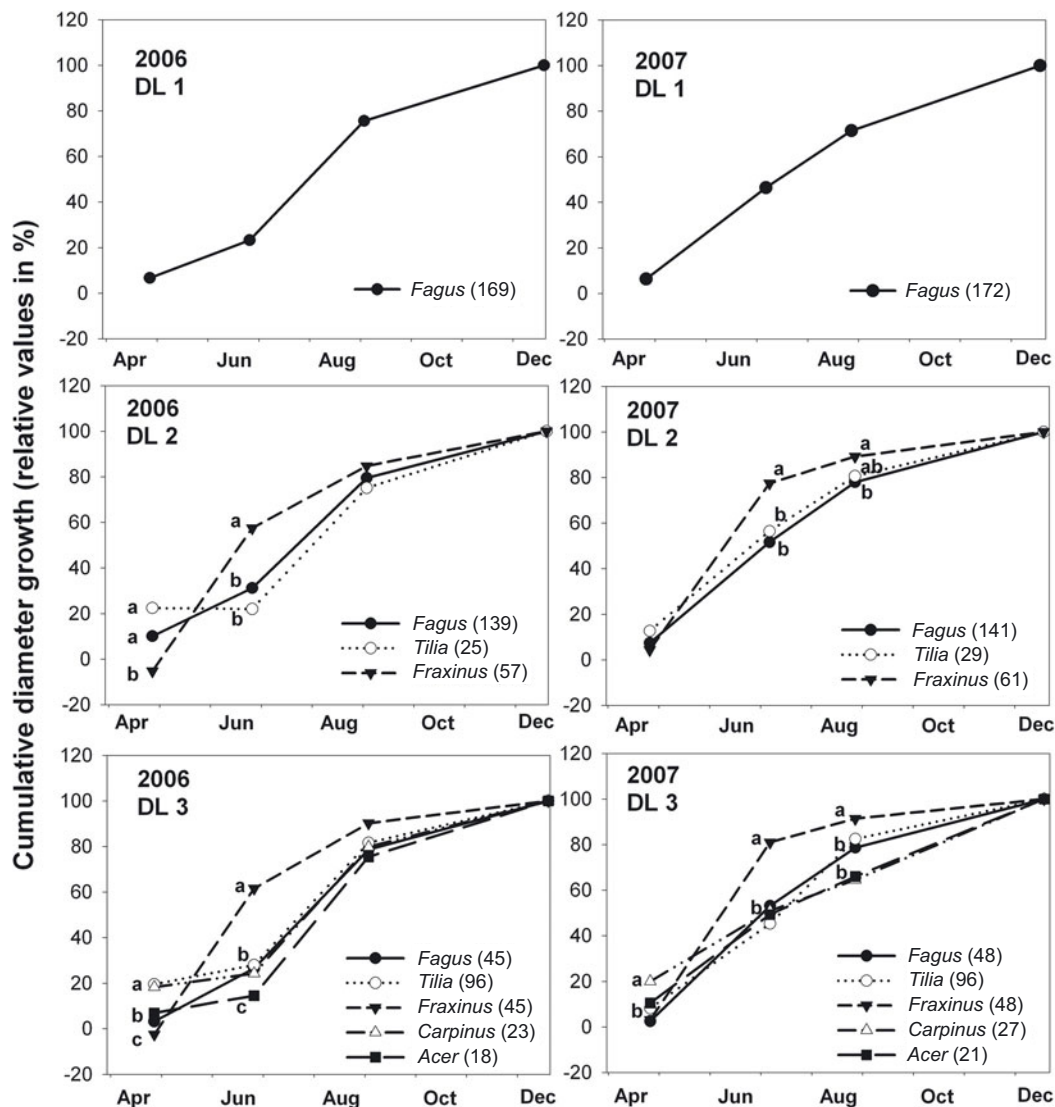 Cumulative diameter growth (relative values in %)
120
100
80
60
40
20
0
-20
2006
DL 1
Fagus (169)
Apr Jun Aug Oct Dec
120
100
80
60
40
20
0
-20
2007
DL 1
Fagus (172)
Apr Jun Aug Oct Dec
120
100
80
60
40
20
0
-20
2006
DL 2
a
b
a
b
a
b
Fagus (139)
Tilia (25)
Fraxinus (57)
Apr Jun Aug Oct Dec
120
100
80
60
40
20
0
-20
2007
DL 2
a
a
ab
b
b
b
Fagus (141)
Tilia (29)
Fraxinus (61)
Apr Jun Aug Oct Dec
120
100
80
60
40
20
0
-20
2006
DL 3
a
b
a
b
c
c
Fagus (45)
Tilia (96)
Fraxinus (45)
Carpinus (23)
Acer (18)
Apr Jun Aug Oct Dec
120
100
80
60
40
20
0
-20
2007
DL 3
a
a
b
b
b
a
b
Fagus (48)
Tilia (96)
Fraxinus (48)
Carpinus (27)
Acer (21)
Apr Jun Aug Oct Dec